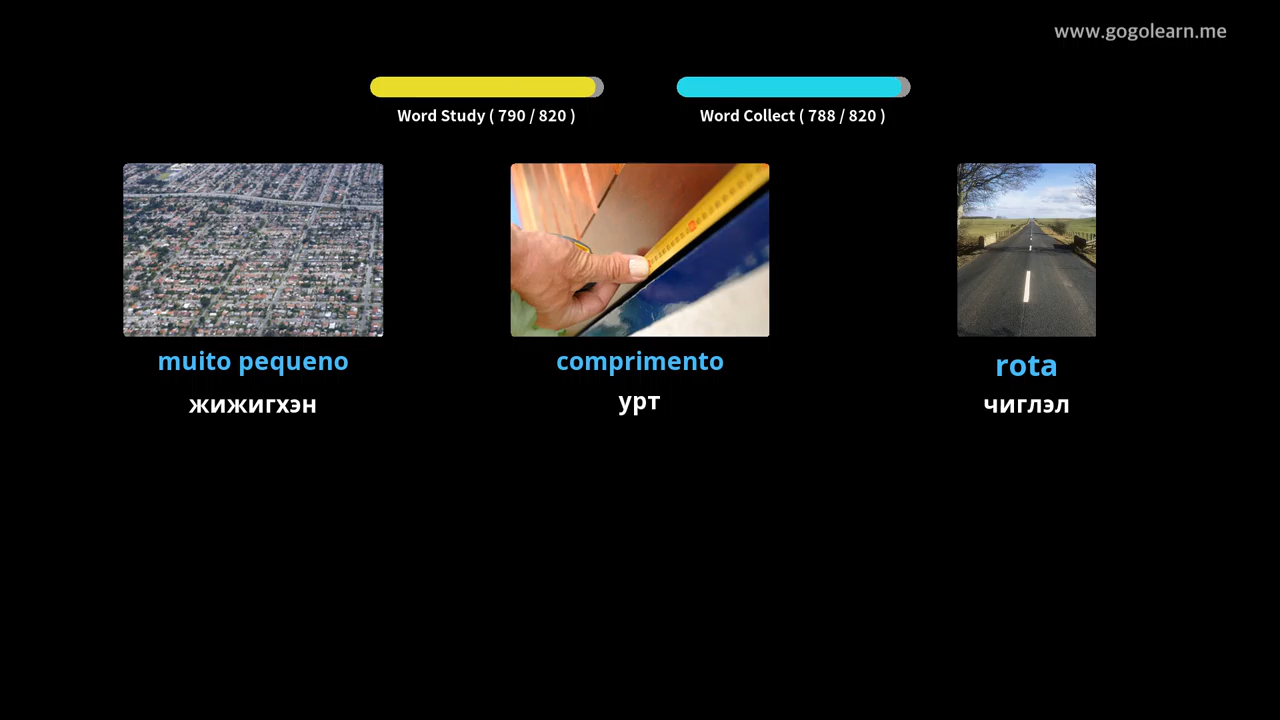 www.gogolearn.me
Word Study ( 790 / 820 )
Word Collect ( 788 / 820 )
muito pequeno
comprimento
rota
жижигхэн
урт
чиглэл